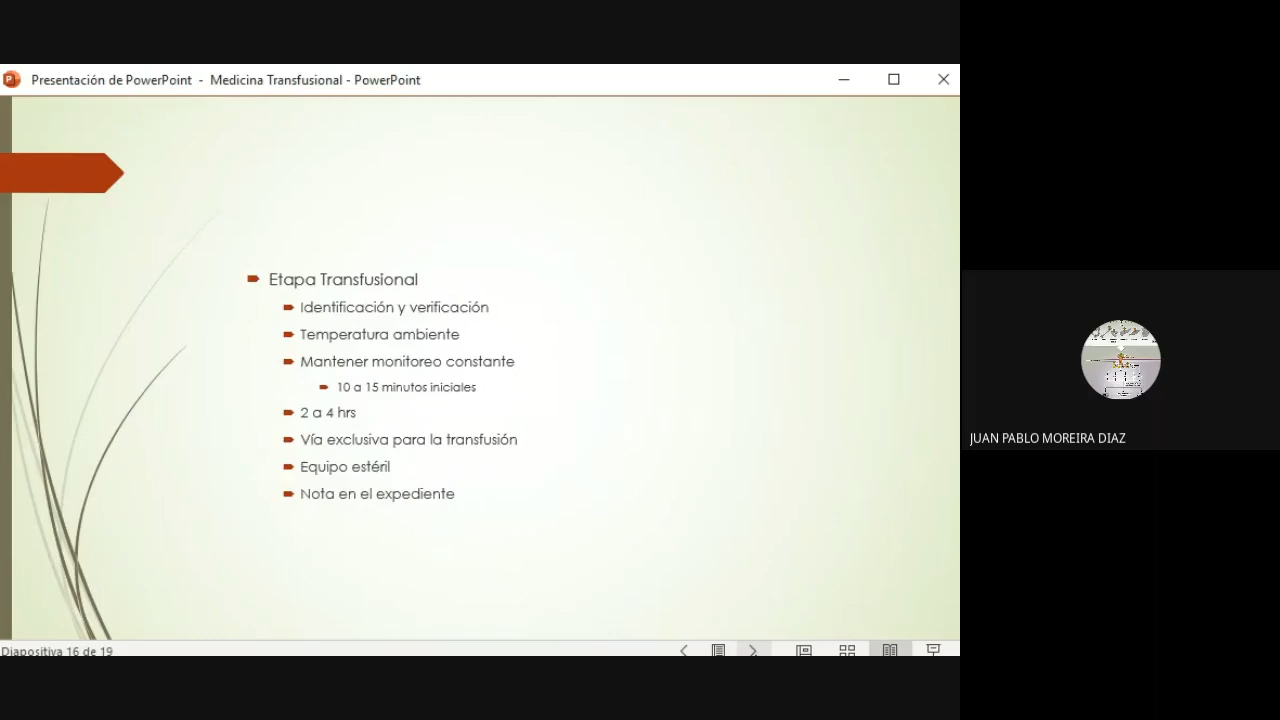 Presentación de PowerPoint - Medicina Transfusional - PowerPoint
Etapa Transfusional
Identificación y verificación
Temperatura ambiente
Mantener monitoreo constante
10 a 15 minutos iniciales
2 a 4 hrs
Vía exclusiva para la transfusión
Equipo estéril
Nota en el expediente
Diapositiva 16 de 19
JUAN PABLO MOREIRA DIAZ